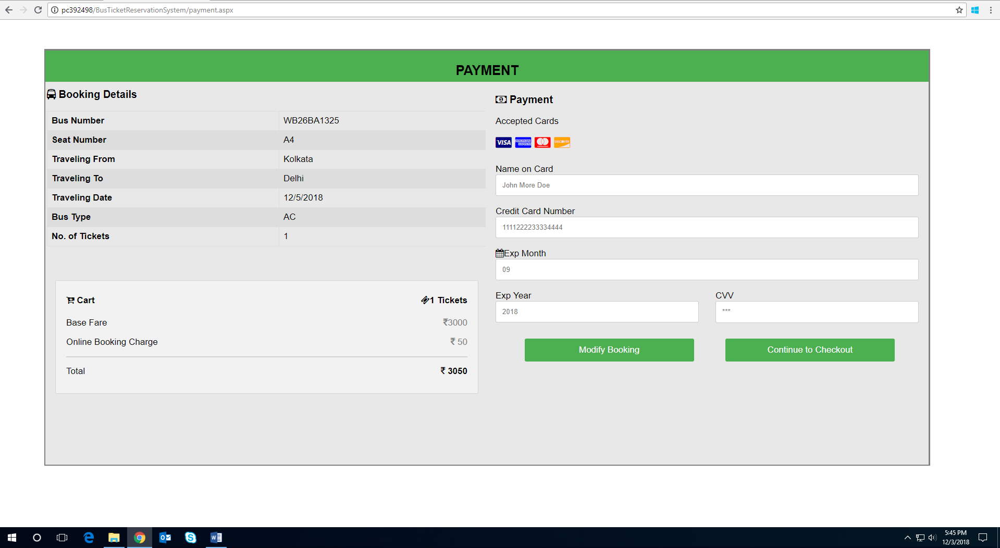 pc392498/BusTicketReservationSystem/payment.aspx
PAYMENT
Booking Details
Bus Number WB26BA1325
Seat Number A4
Traveling From Kolkata
Traveling To Delhi
Traveling Date 12/5/2018
Bus Type AC
No. of Tickets 1
Cart 1 Tickets
Base Fare ₹3000
Online Booking Charge ₹ 50
Total ₹ 3050
Payment
Accepted Cards
VISA AMERICAN EXPRESS DISCOVER
Name on Card
John More Doe
Credit Card Number
1111222233334444
Exp Month
09
Exp Year CVV
2018 ***
Modify Booking Continue to Checkout
5:45 PM
12/3/2018